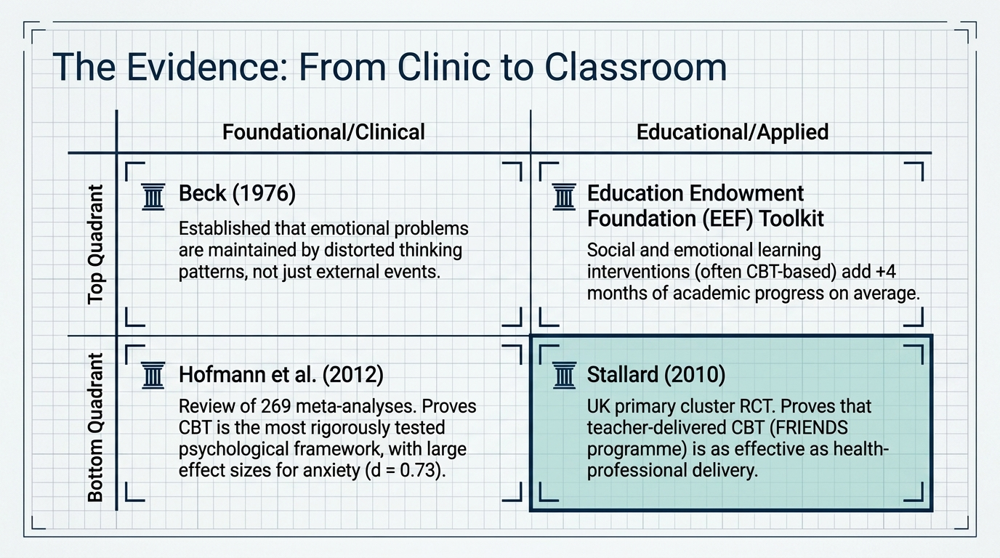 The Evidence: From Clinic to Classroom
Foundational/Clinical
Educational/Applied
Top Quadrant
Beck (1976)
Established that emotional problems
are maintained by distorted thinking
patterns, not just external events.
Education Endowment
Foundation (EEF) Toolkit
Social and emotional learning
interventions (often CBT-based) add +4
months of academic progress on average.
Bottom Quadrant
Hofmann et al. (2012)
Review of 269 meta-analyses. Proves
CBT is the most rigorously tested
psychological framework, with large
effect sizes for anxiety (d = 0.73).
Stallard (2010)
UK primary cluster RCT. Proves that
teacher-delivered CBT (FRIENDS
programme) is as effective as health-
professional delivery.